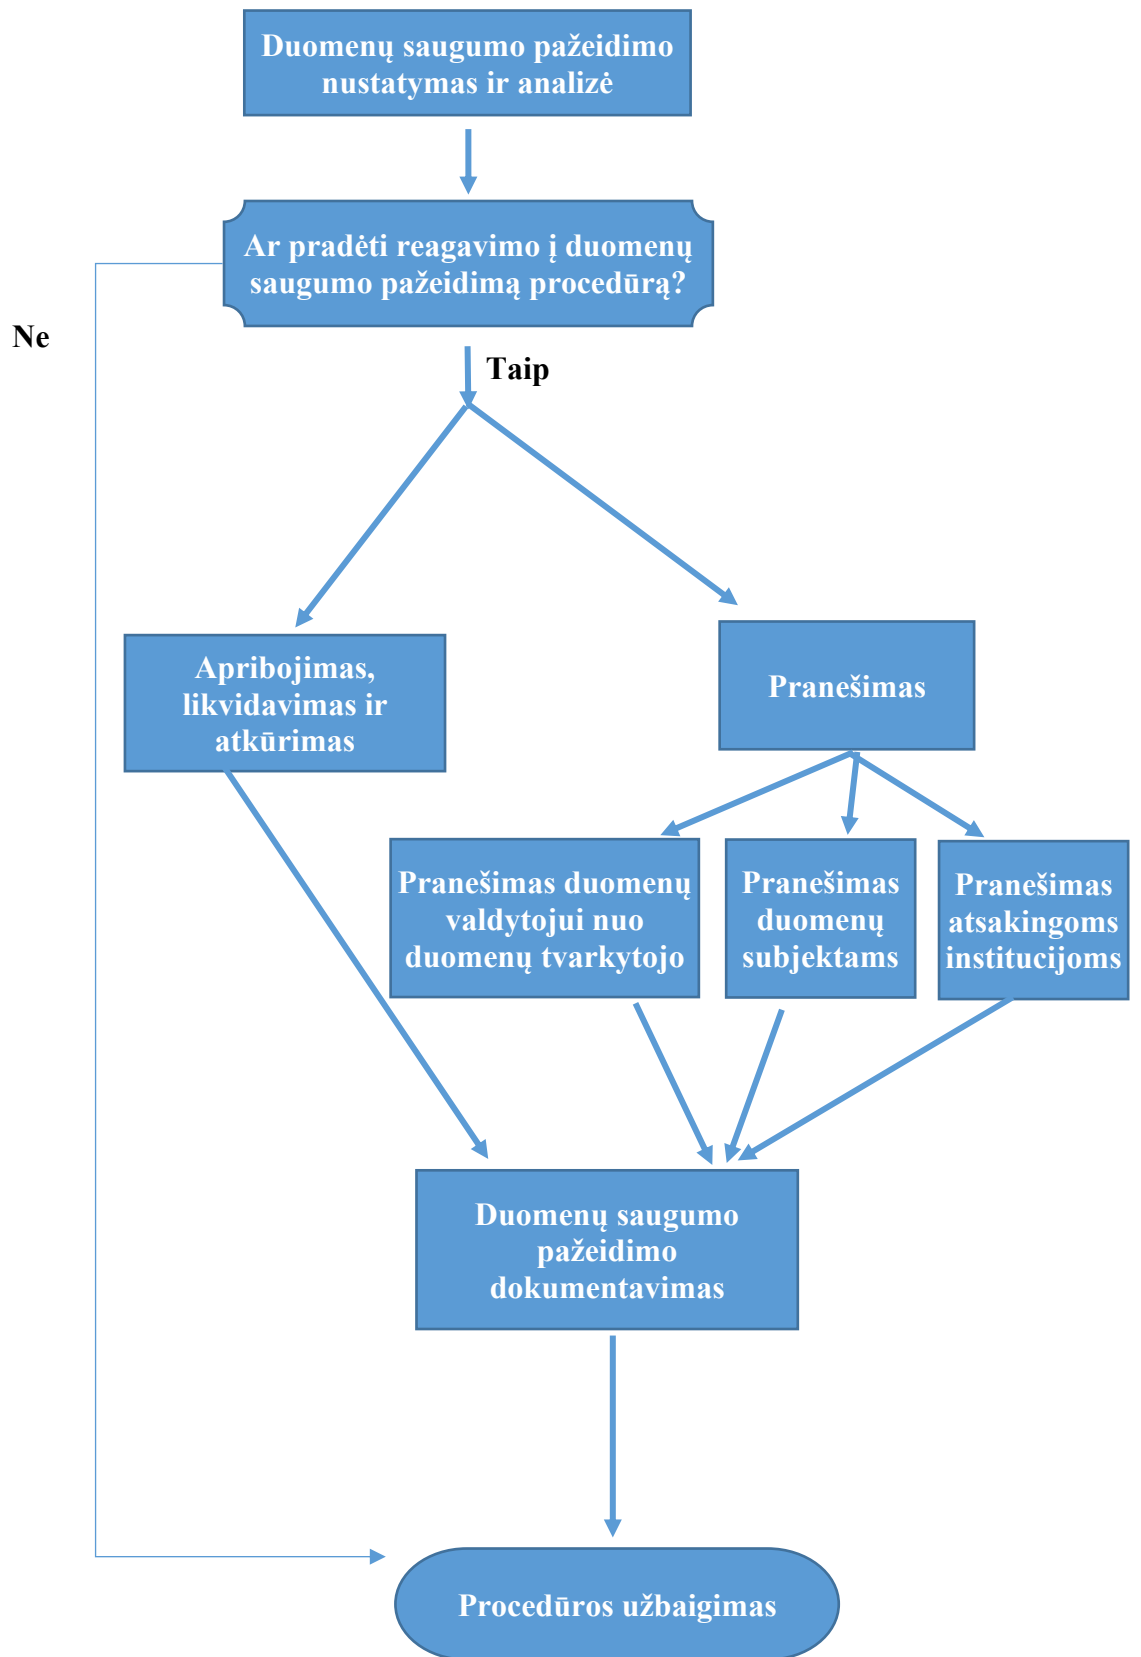 Duomenų saugumo pažeidimo
nustatymas ir analizė
Ar pradėti reagavimo į duomenų
saugumo pažeidimą procedūrą?
Ne
Taip
Apribojimas,
likvidavimas ir
atkūrimas
Pranešimas
Pranešimas duomenų
valdytojui nuo
duomenų tvarkytojo
Pranešimas
duomenų
subjektams
Pranešimas
atsakingoms
institucijoms
Duomenų saugumo
pažeidimo
dokumentavimas
Procedūros užbaigimas